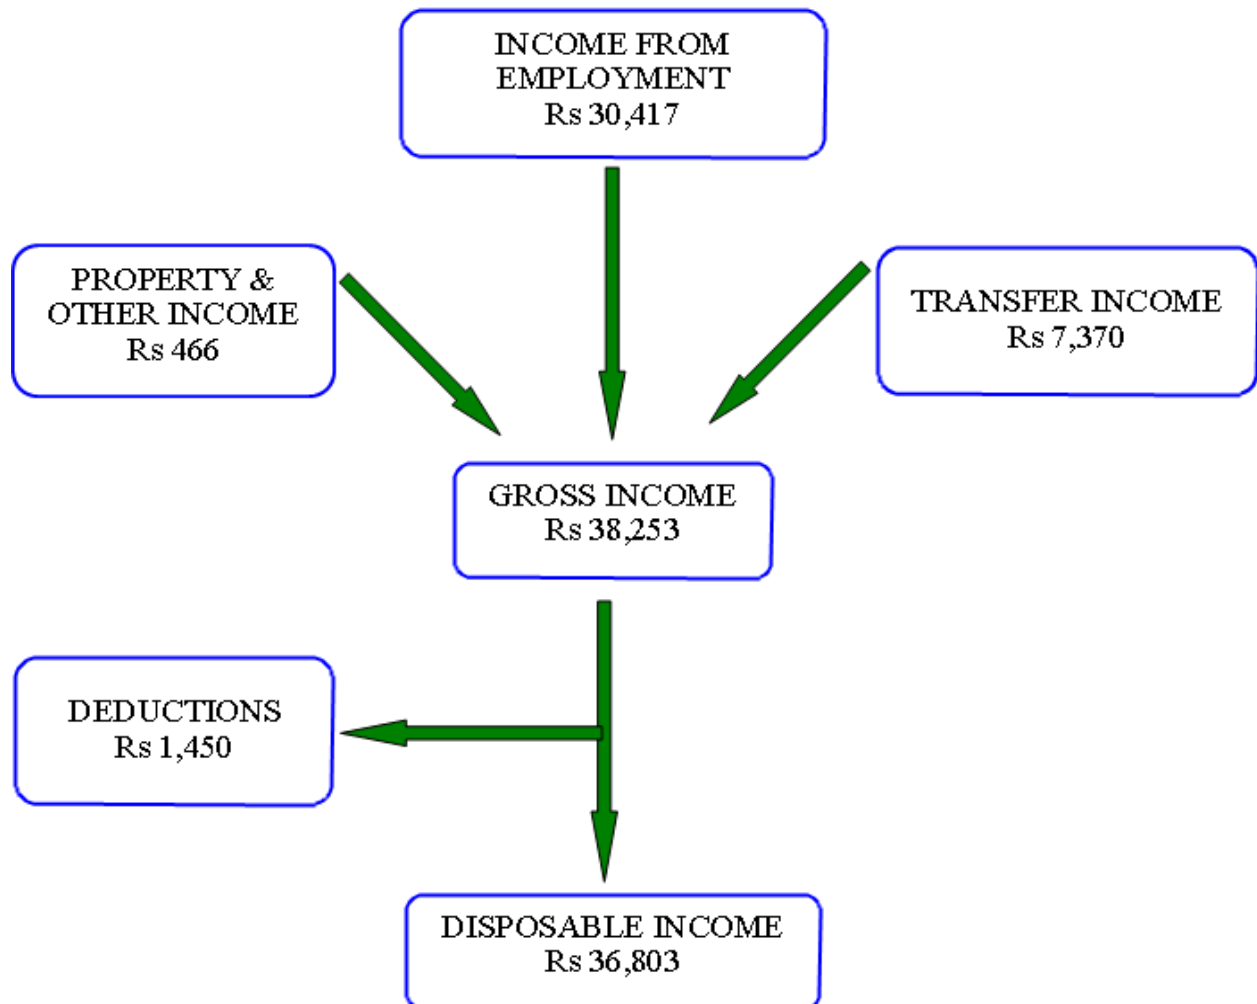 INCOME FROM
EMPLOYMENT
Rs 30,417
PROPERTY &
OTHER INCOME
Rs 466
TRANSFER INCOME
Rs 7,370
GROSS INCOME
Rs 38,253
DEDUCTIONS
Rs 1,450
DISPOSABLE INCOME
Rs 36,803